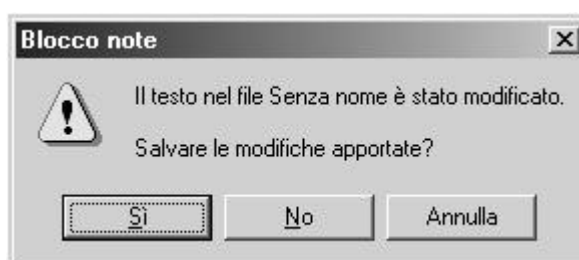 Blocco note
Il testo nel file Senza nome è stato modificato.
Salvare le modifiche apportate?
Sì No Annulla